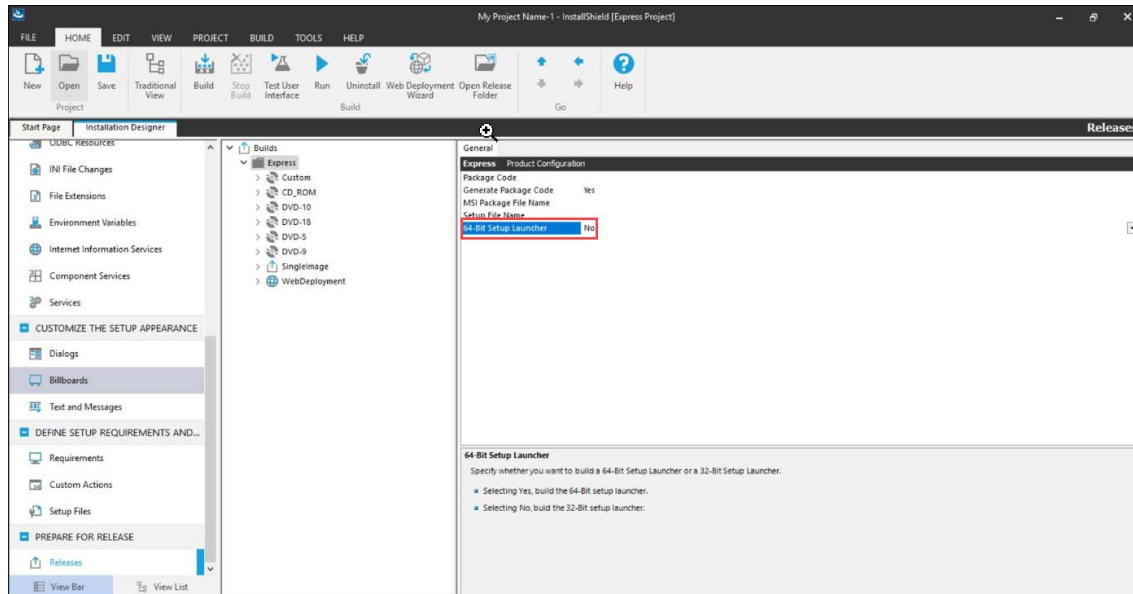 My Project Name-1 - InstallShield [Express Project]
FILE HOME EDIT VIEW PROJECT BUILD TOOLS HELP
New Open Save Traditional View Build Stop Build Test User Interface Run Uninstall Web Deployment Wizard Open Release Folder Help
Project Build Go
Start Page Installation Designer Releases
ODBC Resources
INI File Changes
File Extensions
Environment Variables
Internet Information Services
Component Services
Services
CUSTOMIZE THE SETUP APPEARANCE
Dialogs
Billboards
Text and Messages
DEFINE SETUP REQUIREMENTS AND...
Requirements
Custom Actions
Setup Files
PREPARE FOR RELEASE
Releases
View Bar View List
Builds
Express
Custom
CD_ROM
DVD-10
DVD-18
DVD-5
DVD-9
SingleImage
WebDeployment
General
Express Product Configuration
Package Code
Generate Package Code Yes
MSI Package File Name
Setup File Name
64-Bit Setup Launcher No
64-Bit Setup Launcher
Specify whether you want to build a 64-Bit Setup Launcher or a 32-Bit Setup Launcher.
Selecting Yes, build the 64-Bit setup launcher.
Selecting No, buid the 32-Bit setup launcher.